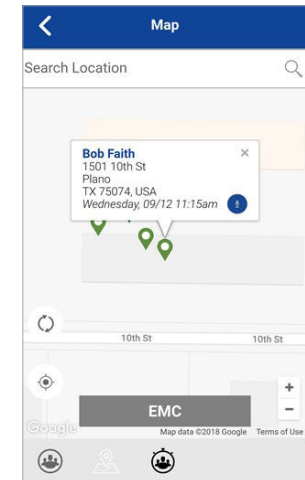 Map
Search Location
Bob Faith
1501 10th St
Plano
TX 75074, USA
Wednesday, 09/12 11:15am
10th St 10th St
EMC
Google Map data ©2018 Google Terms of Use